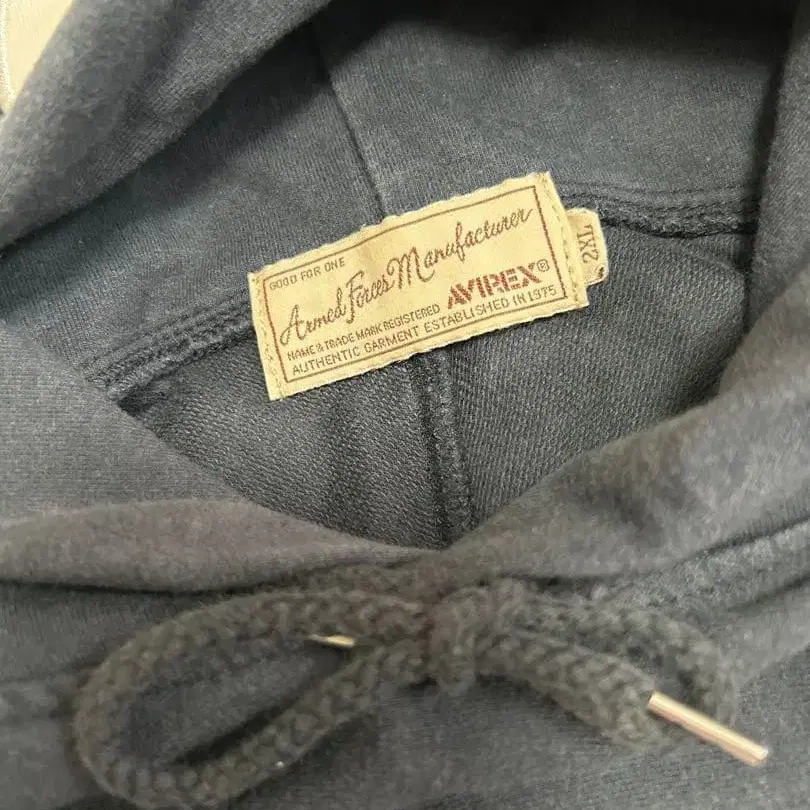 GOOD FOR ONE
Armed Forces Manufacturer
NAME & TRADE MARK REGISTERED AVIREX®
AUTHENTIC GARMENT ESTABLISHED IN 1975
2XL